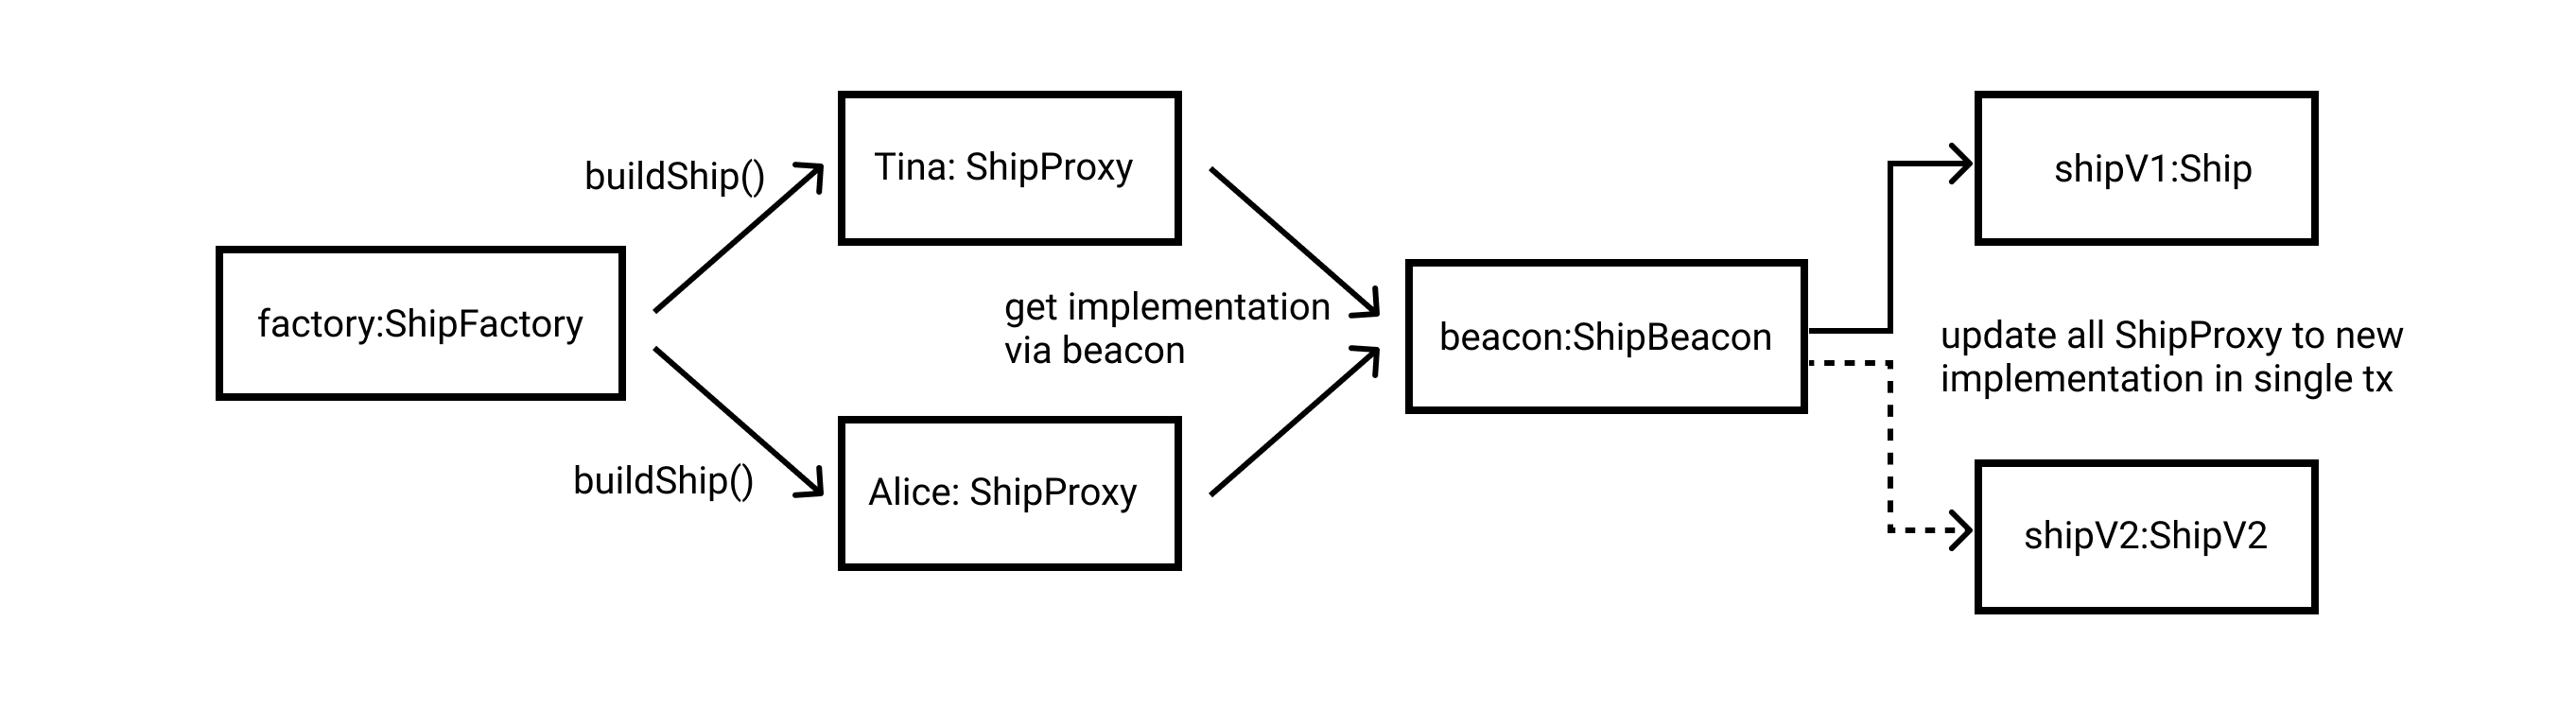 buildShip()
Tina: ShipProxy
shipV1:Ship
factory:ShipFactory
get implementation
via beacon
beacon:ShipBeacon
update all ShipProxy to new
implementation in single tx
buildShip()
Alice: ShipProxy
shipV2:ShipV2